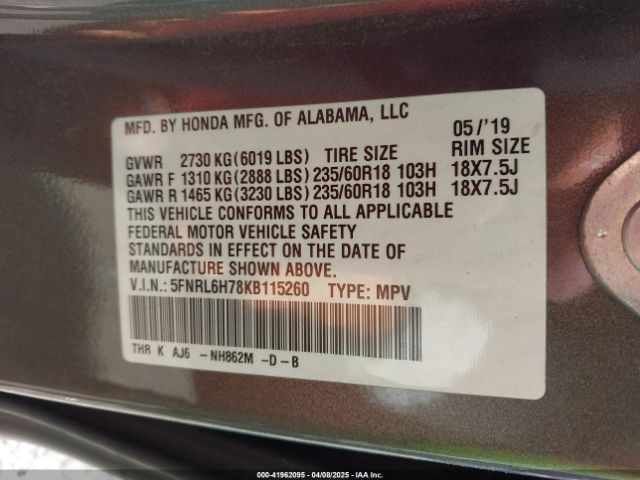 MFD. BY HONDA MFG. OF ALABAMA, LLC
05/'19
GVWR 2730 KG(6019 LBS) TIRE SIZE RIM SIZE
GAWR F 1310 KG(2888 LBS)235/60R18 103H 18X7.5J
GAWR R 1465 KG(3230 LBS)235/60R18 103H 18X7.5J
THIS VEHICLE CONFORMS TO ALL APPLICABLE
FEDERAL MOTOR VEHICLE SAFETY
STANDARDS IN EFFECT ON THE DATE OF
MANUFACTURE SHOWN ABOVE.
V.I.N.: 5FNRL6H78KB115260 TYPE: MPV
THR K AJ6 -NH862M -D-B
000-41962095 - 04/08/2025 - IAA Inc.